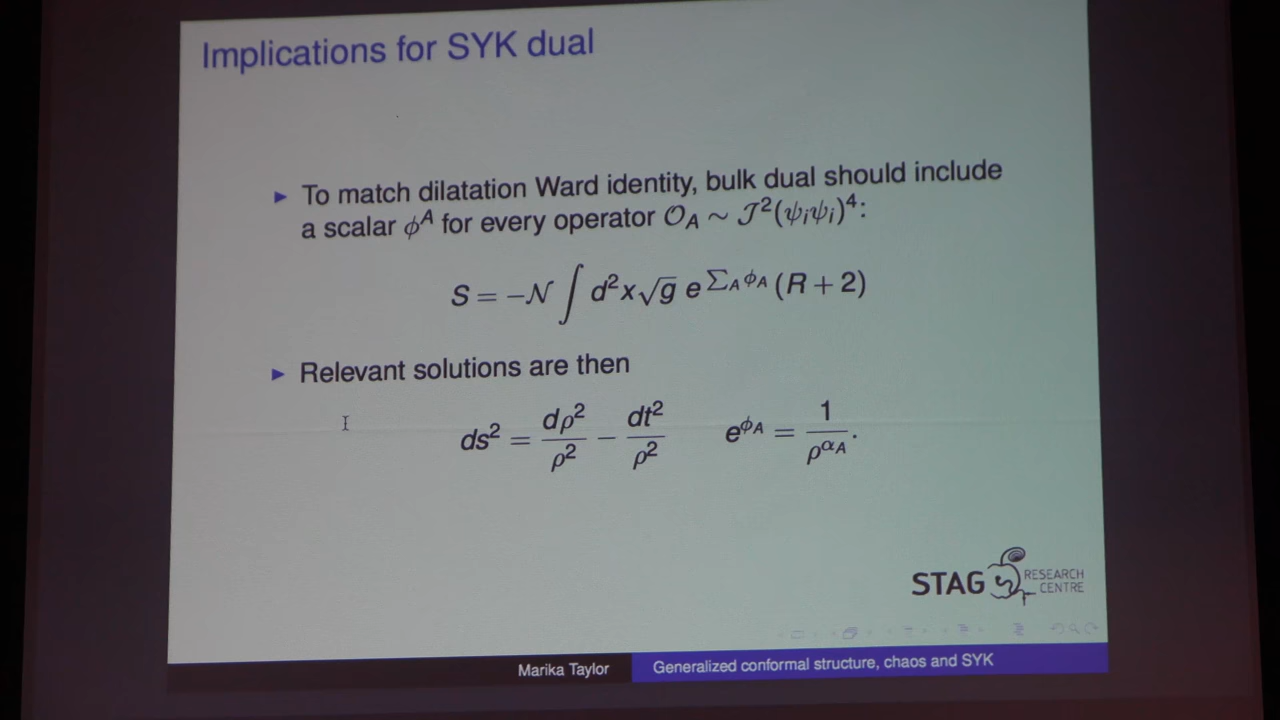 Implications for SYK dual
► To match dilatation Ward identity, bulk dual should include
a scalar ϕ^A for every operator 𝒪_A ∼ 𝒥²(ψ_iψ_i)⁴:
S = −𝒩 ∫ d²x√g e^{∑_A ϕ_A} (R + 2)
► Relevant solutions are then
ds² = dρ²/ρ² − dt²/ρ²    e^{ϕ_A} = 1/ρ^{α_A}.
STAG RESEARCH
CENTRE
Marika Taylor Generalized conformal structure, chaos and SYK